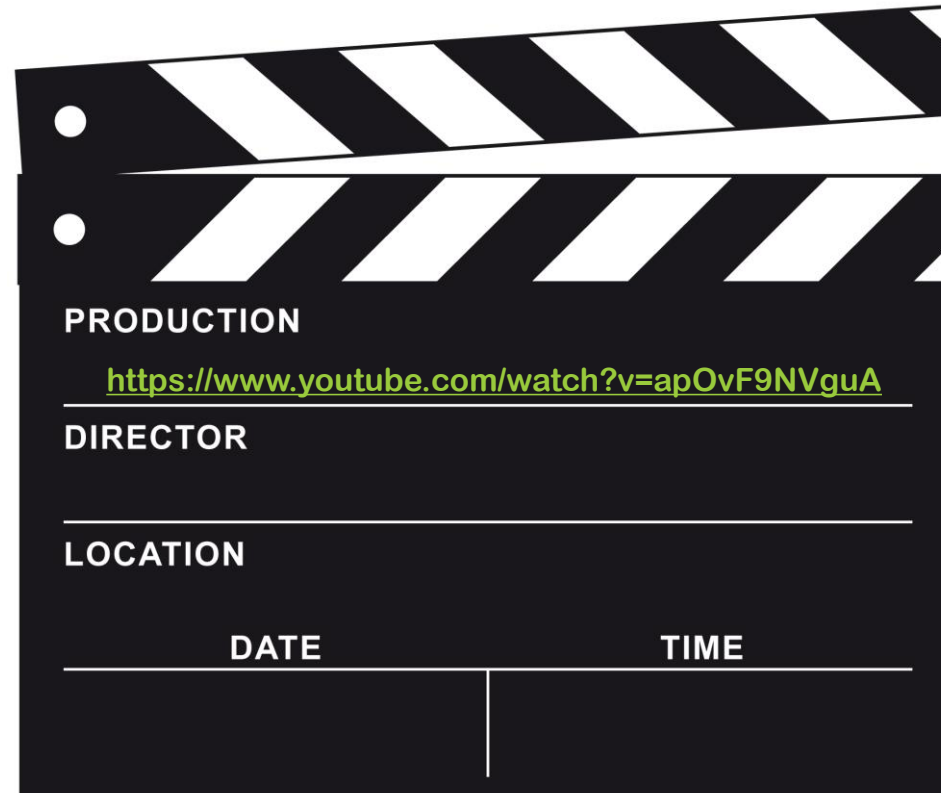 PRODUCTION
https://www.youtube.com/watch?v=apOvF9NVguA
DIRECTOR
LOCATION
DATE TIME